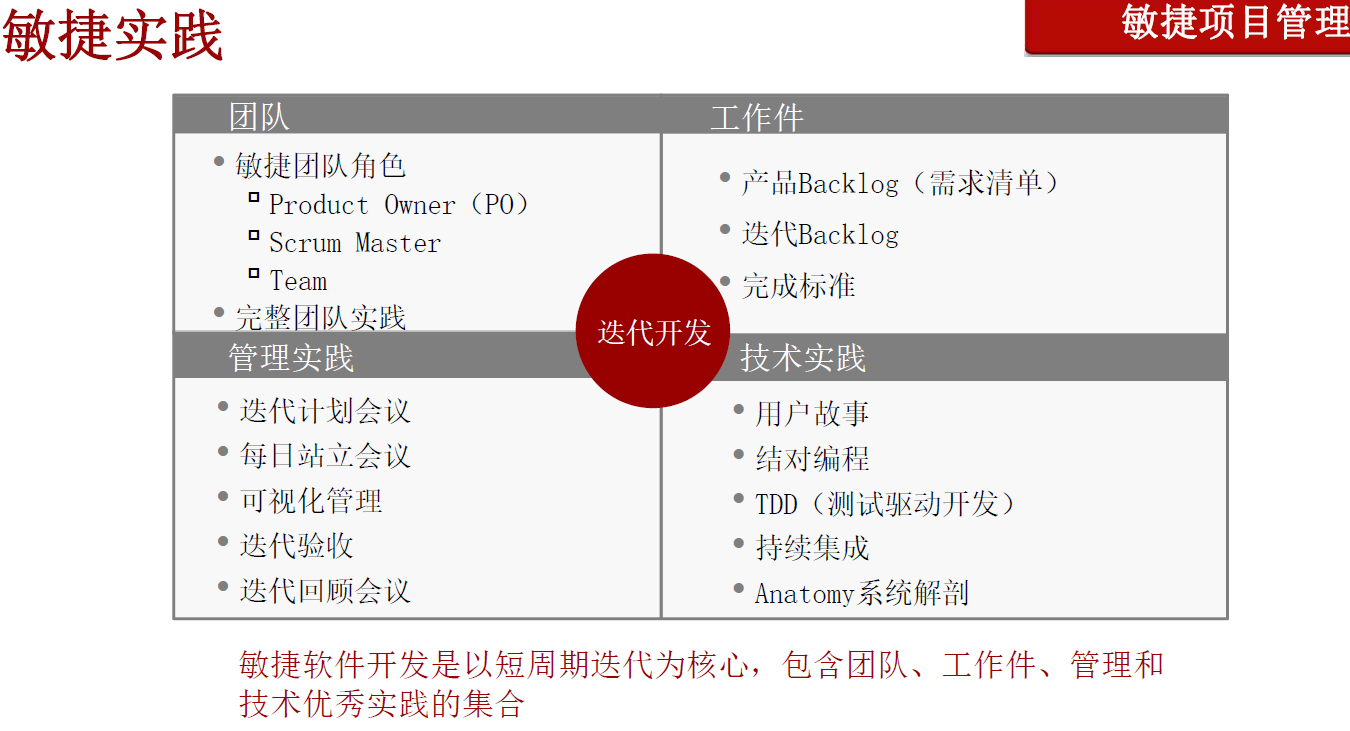 敏捷实践
敏捷项目管理
团队
敏捷团队角色
Product Owner（PO）
Scrum Master
Team
完整团队实践
工作件
产品Backlog（需求清单）
迭代Backlog
完成标准
迭代开发
管理实践
迭代计划会议
每日站立会议
可视化管理
迭代验收
迭代回顾会议
技术实践
用户故事
结对编程
TDD（测试驱动开发）
持续集成
Anatomy系统解剖
敏捷软件开发是以短周期迭代为核心，包含团队、工作件、管理和
技术优秀实践的集合